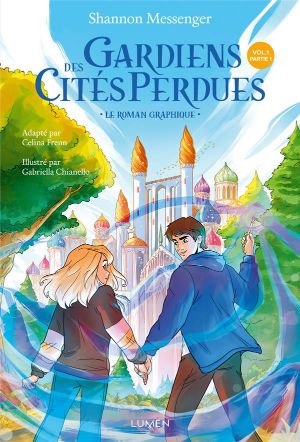 Shannon Messenger
GARDIENS
DES
CITÉS PERDUES
VOL.1
PARTIE 1
• LE ROMAN GRAPHIQUE •
Adapté par
Celina Frenn
Illustré par
Gabriella Chianello
LUMEN